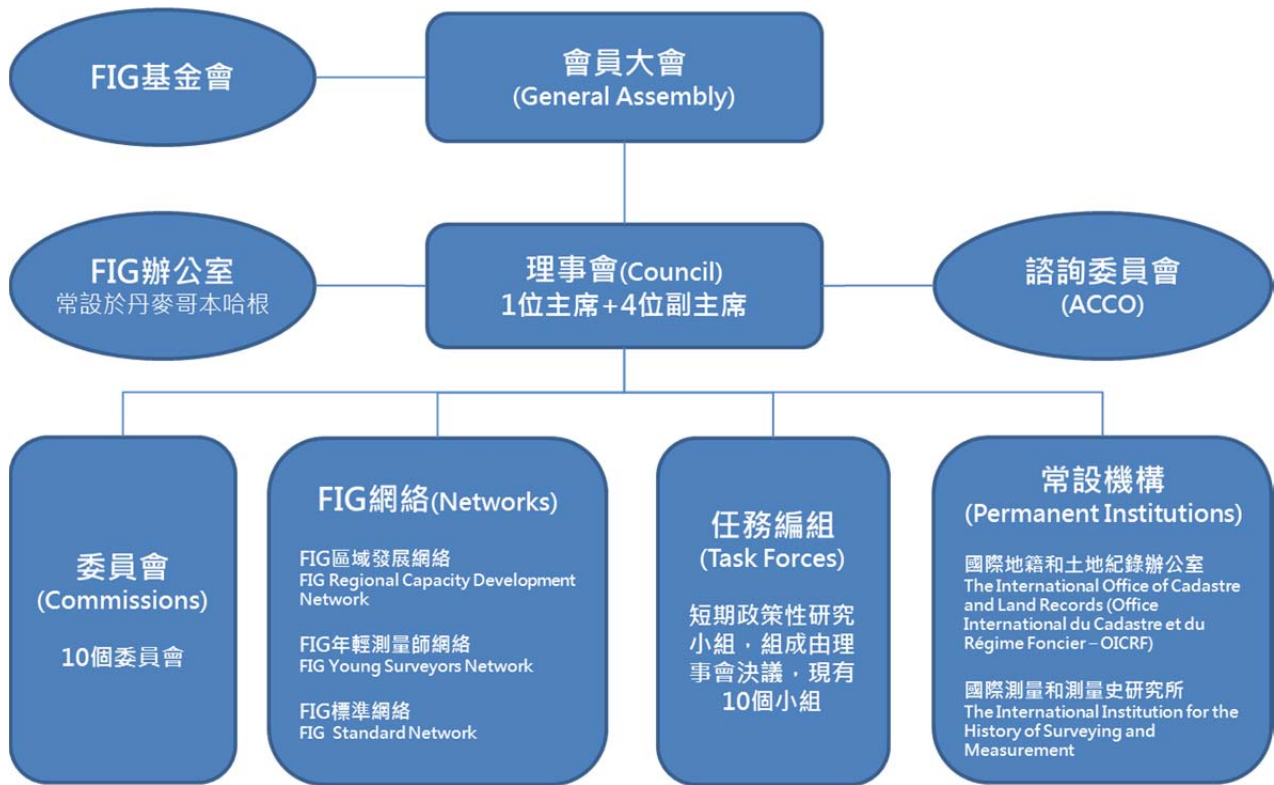 FIG基金會
會員大會
(General Assembly)
FIG辦公室
常設於丹麥哥本哈根
理事會(Council)
1位主席+4位副主席
諮詢委員會
(ACCO)
委員會
(Commissions)
10個委員會
FIG網絡(Networks)
FIG區域發展網絡
FIG Regional Capacity Development
Network
FIG年輕測量師網絡
FIG Young Surveyors Network
FIG標準網絡
FIG Standard Network
任務編組
(Task Forces)
短期政策性研究
小組，組成由理
事會決議，現有
10個小組
常設機構
(Permanent Institutions)
國際地籍和土地紀錄辦公室
The International Office of Cadastre
and Land Records (Office
International du Cadastre et du
Régime Foncier – OICRF)
國際測量和測量史研究所
The International Institution for the
History of Surveying and
Measurement